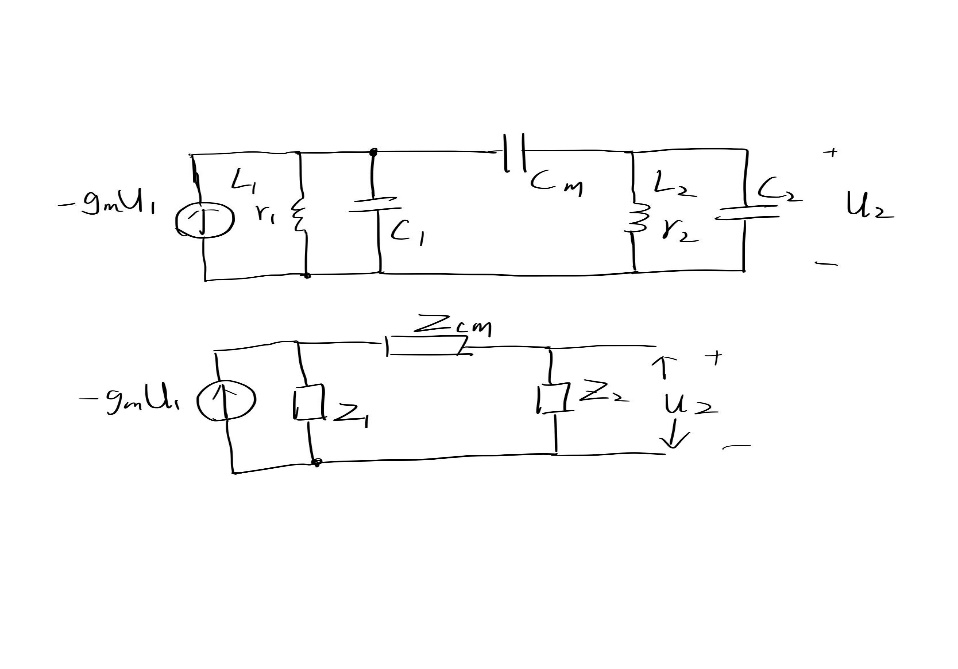 L₁
-gₘU₁
r₁
C₁
Cm
L₂
r₂
C₂
+
U₂
-
Zcm
-gₘU₁
Z₁
Z₂
+
U₂
-